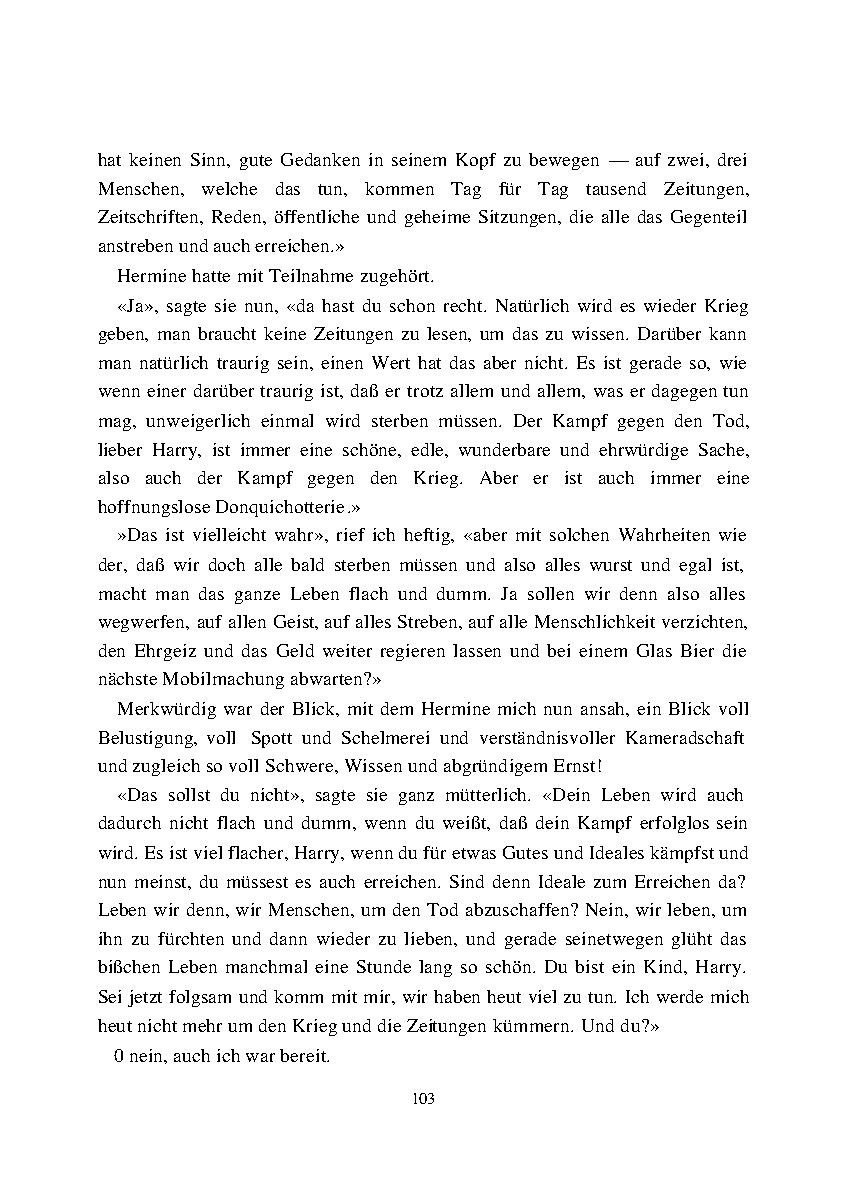 hat keinen Sinn, gute Gedanken in seinem Kopf zu bewegen — auf zwei, drei
Menschen, welche das tun, kommen Tag für Tag tausend Zeitungen,
Zeitschriften, Reden, öffentliche und geheime Sitzungen, die alle das Gegenteil
anstreben und auch erreichen.»
Hermine hatte mit Teilnahme zugehört.
«Ja», sagte sie nun, «da hast du schon recht. Natürlich wird es wieder Krieg
geben, man braucht keine Zeitungen zu lesen, um das zu wissen. Darüber kann
man natürlich traurig sein, einen Wert hat das aber nicht. Es ist gerade so, wie
wenn einer darüber traurig ist, daß er trotz allem und allem, was er dagegen tun
mag, unweigerlich einmal wird sterben müssen. Der Kampf gegen den Tod,
lieber Harry, ist immer eine schöne, edle, wunderbare und ehrwürdige Sache,
also auch der Kampf gegen den Krieg. Aber er ist auch immer eine
hoffnungslose Donquichotterie.»
»Das ist vielleicht wahr», rief ich heftig, «aber mit solchen Wahrheiten wie
der, daß wir doch alle bald sterben müssen und also alles wurst und egal ist,
macht man das ganze Leben flach und dumm. Ja sollen wir denn also alles
wegwerfen, auf allen Geist, auf alles Streben, auf alle Menschlichkeit verzichten,
den Ehrgeiz und das Geld weiter regieren lassen und bei einem Glas Bier die
nächste Mobilmachung abwarten?»
Merkwürdig war der Blick, mit dem Hermine mich nun ansah, ein Blick voll
Belustigung, voll Spott und Schelmerei und verständnisvoller Kameradschaft
und zugleich so voll Schwere, Wissen und abgründigem Ernst!
«Das sollst du nicht», sagte sie ganz mütterlich. «Dein Leben wird auch
dadurch nicht flach und dumm, wenn du weißt, daß dein Kampf erfolglos sein
wird. Es ist viel flacher, Harry, wenn du für etwas Gutes und Ideales kämpfst und
nun meinst, du müssest es auch erreichen. Sind denn Ideale zum Erreichen da?
Leben wir denn, wir Menschen, um den Tod abzuschaffen? Nein, wir leben, um
ihn zu fürchten und dann wieder zu lieben, und gerade seinetwegen glüht das
bißchen Leben manchmal eine Stunde lang so schön. Du bist ein Kind, Harry.
Sei jetzt folgsam und komm mit mir, wir haben heut viel zu tun. Ich werde mich
heut nicht mehr um den Krieg und die Zeitungen kümmern. Und du?»
0 nein, auch ich war bereit.
103